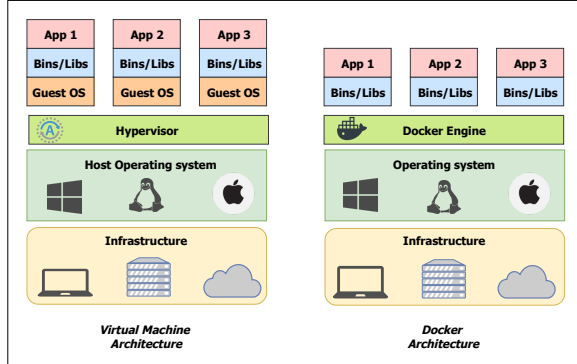 App 1
App 2
App 3
Bins/Libs
Bins/Libs
Bins/Libs
Guest OS
Guest OS
Guest OS
A
Hypervisor
Host Operating system
Infrastructure
Virtual Machine
Architecture
App 1
App 2
App 3
Bins/Libs
Bins/Libs
Bins/Libs
Docker Engine
Operating system
Infrastructure
Docker
Architecture